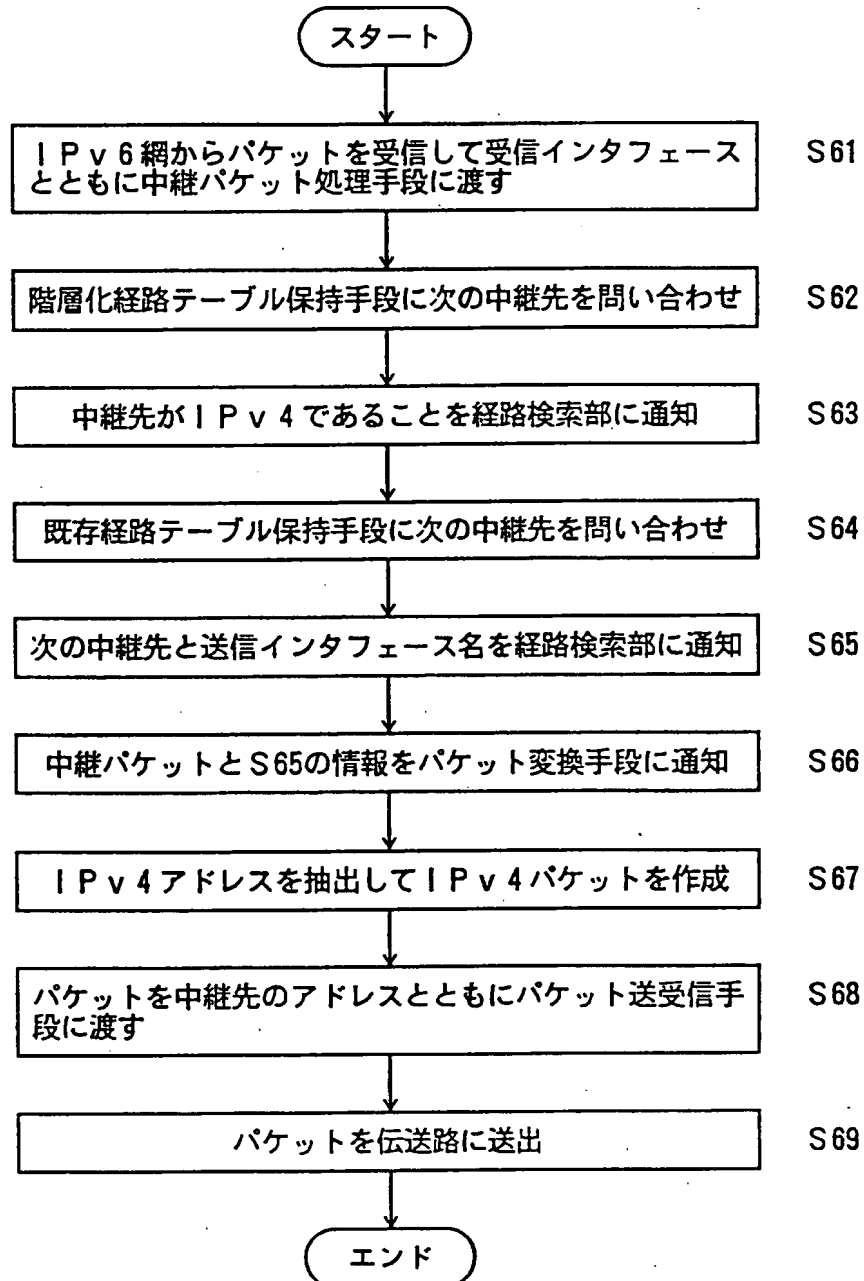 スタート
IPv6網からパケットを受信して受信インタフェース
とともに中継パケット処理手段に渡す
S61
階層化経路テーブル保持手段に次の中継先を問い合わせ
S62
中継先がIPv4であることを経路検索部に通知
S63
既存経路テーブル保持手段に次の中継先を問い合わせ
S64
次の中継先と送信インタフェース名を経路検索部に通知
S65
中継パケットとS65の情報をパケット変換手段に通知
S66
IPv4アドレスを抽出してIPv4パケットを作成
S67
パケットを中継先のアドレスとともにパケット送受信手
段に渡す
S68
パケットを伝送路に送出
S69
エンド